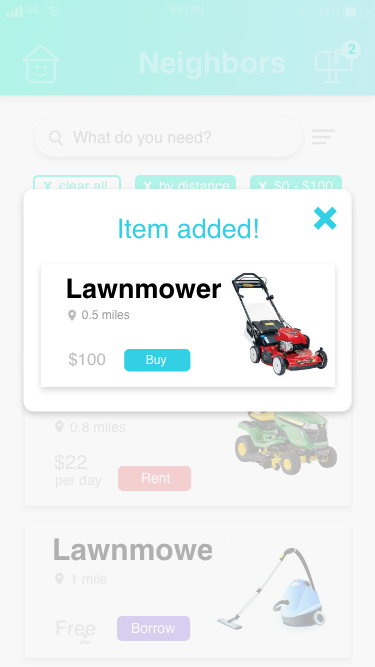 9:41 AM
Neighbors
2
What do you need?
x clear all
x by distance
x $0 - $100
Item added!
Lawnmower
0.5 miles
$100
Buy
0.8 miles
$22
per day
Rent
Lawnmowe
1 mile
Free
Borrow